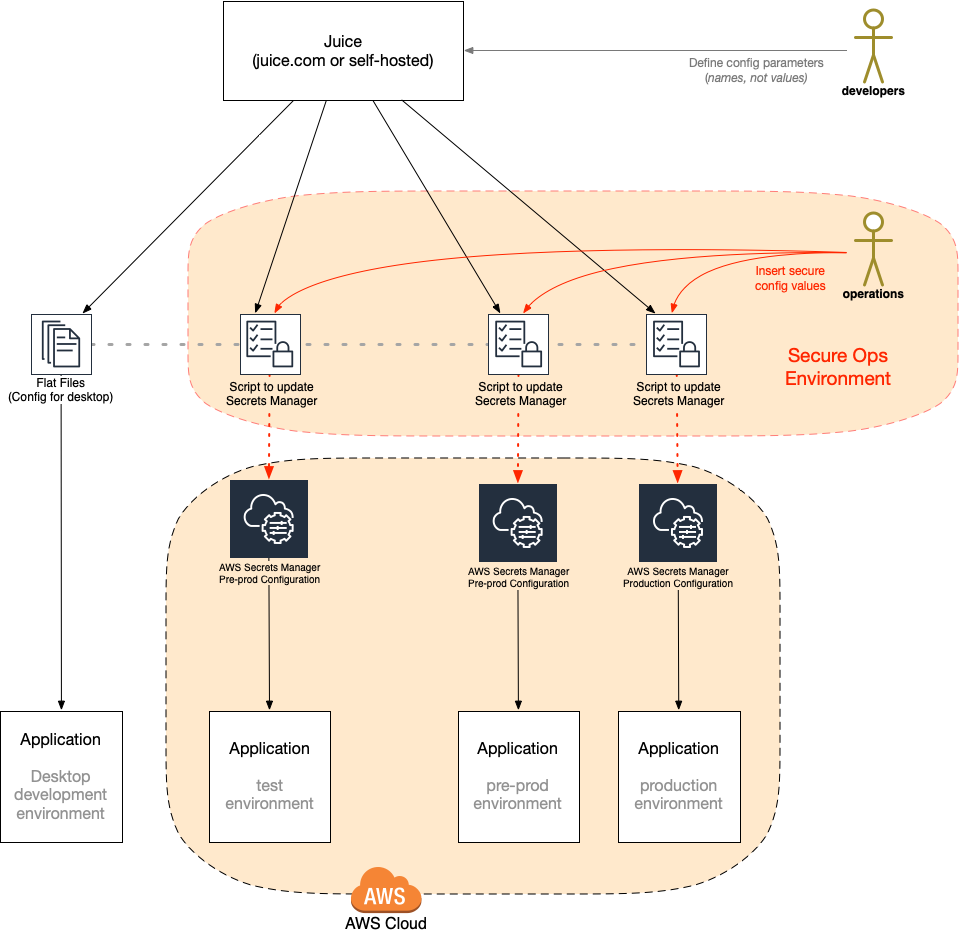 Juice
(juice.com or self-hosted)
Define config parameters
(names, not values)
developers
Insert secure
config values
operations
Secure Ops
Environment
Flat Files
(Config for desktop)
Script to update
Secrets Manager
Script to update
Secrets Manager
Script to update
Secrets Manager
AWS Secrets Manager
Pre-prod Configuration
AWS Secrets Manager
Pre-prod Configuration
AWS Secrets Manager
Production Configuration
Application
Desktop
development
environment
Application
test
environment
Application
pre-prod
environment
Application
production
environment
AWS
AWS Cloud